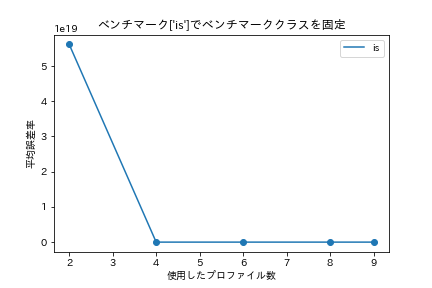 ベンチマーク['is']でベンチマーククラスを固定
1e19
is
5
4
3
2
1
0
平均誤差率
2 3 4 5 6 7 8 9
使用したプロファイル数